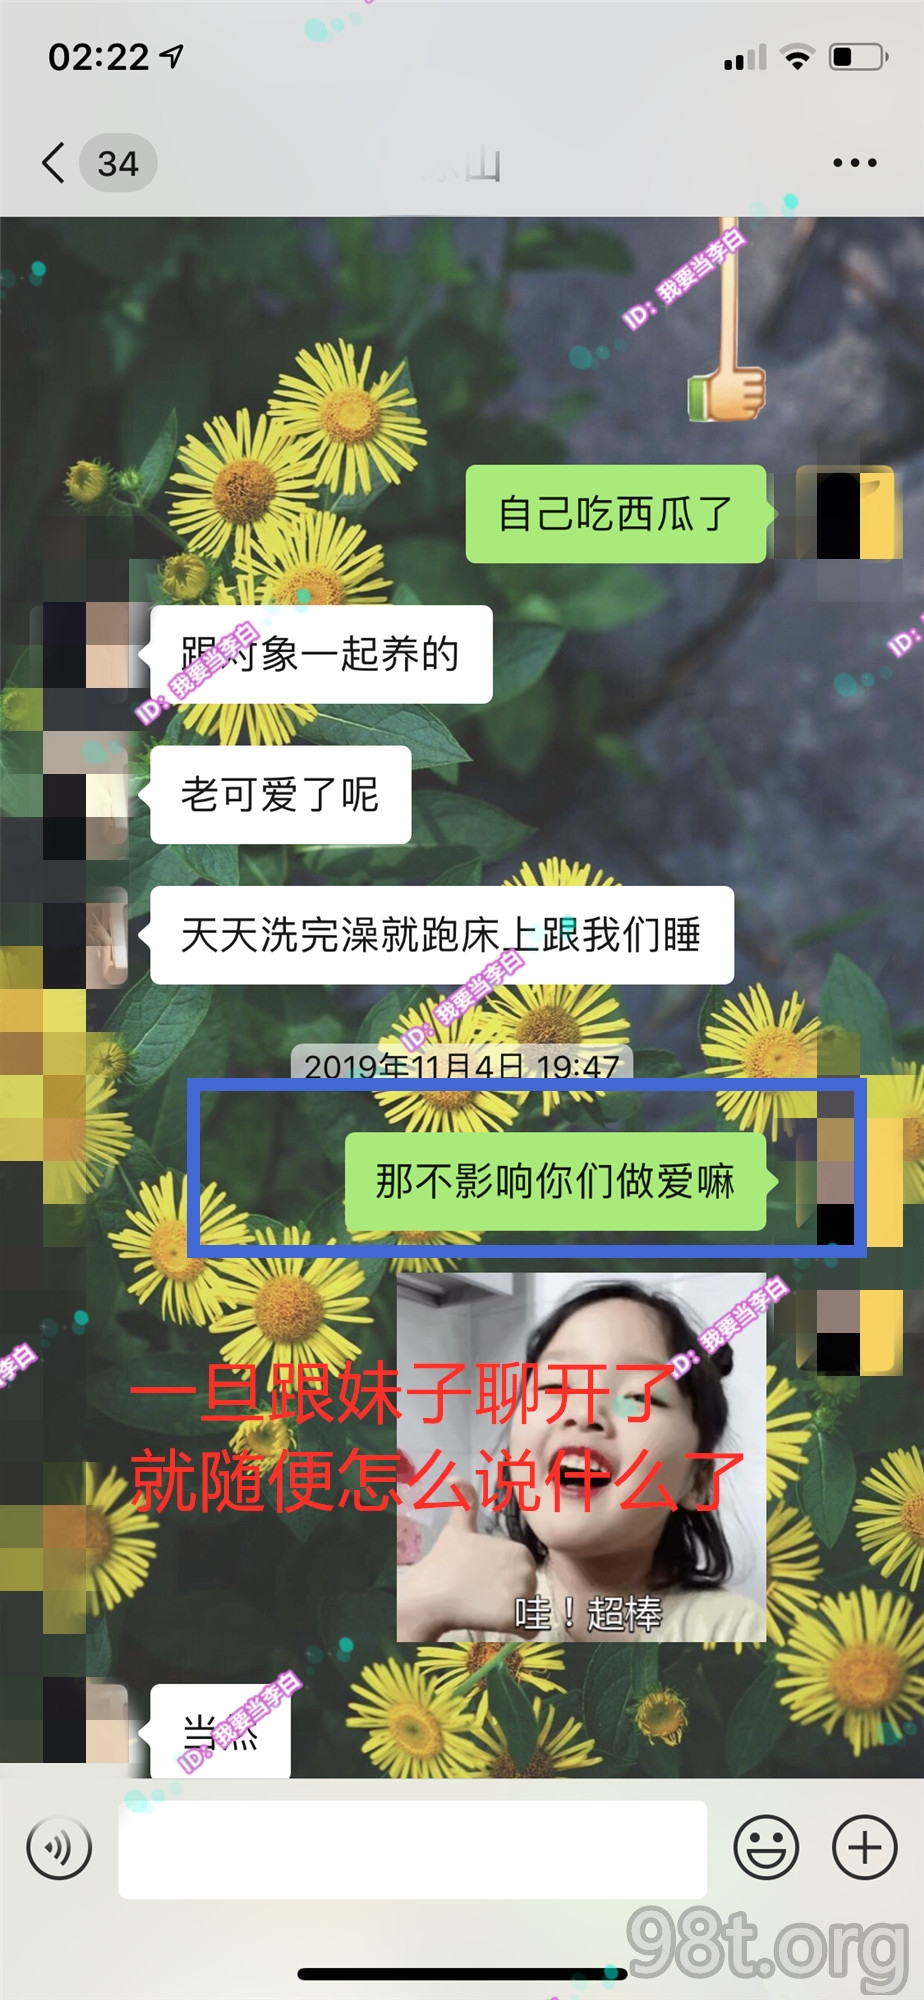 02:22
34
山
ID: 我要当李白
自己吃西瓜了
ID:
跟对象一起养的
ID: 我要当李白
老可爱了呢
天天洗完澡就跑床上跟我们睡
ID: 我要当李白
2019年11月4日 19:47
那不影响你们做爱嘛
ID: 我要当李白
李白
一旦跟妹子聊开了
就随便怎么说什么了
哇！超棒
当然
ID: 我要当李白
98t.org